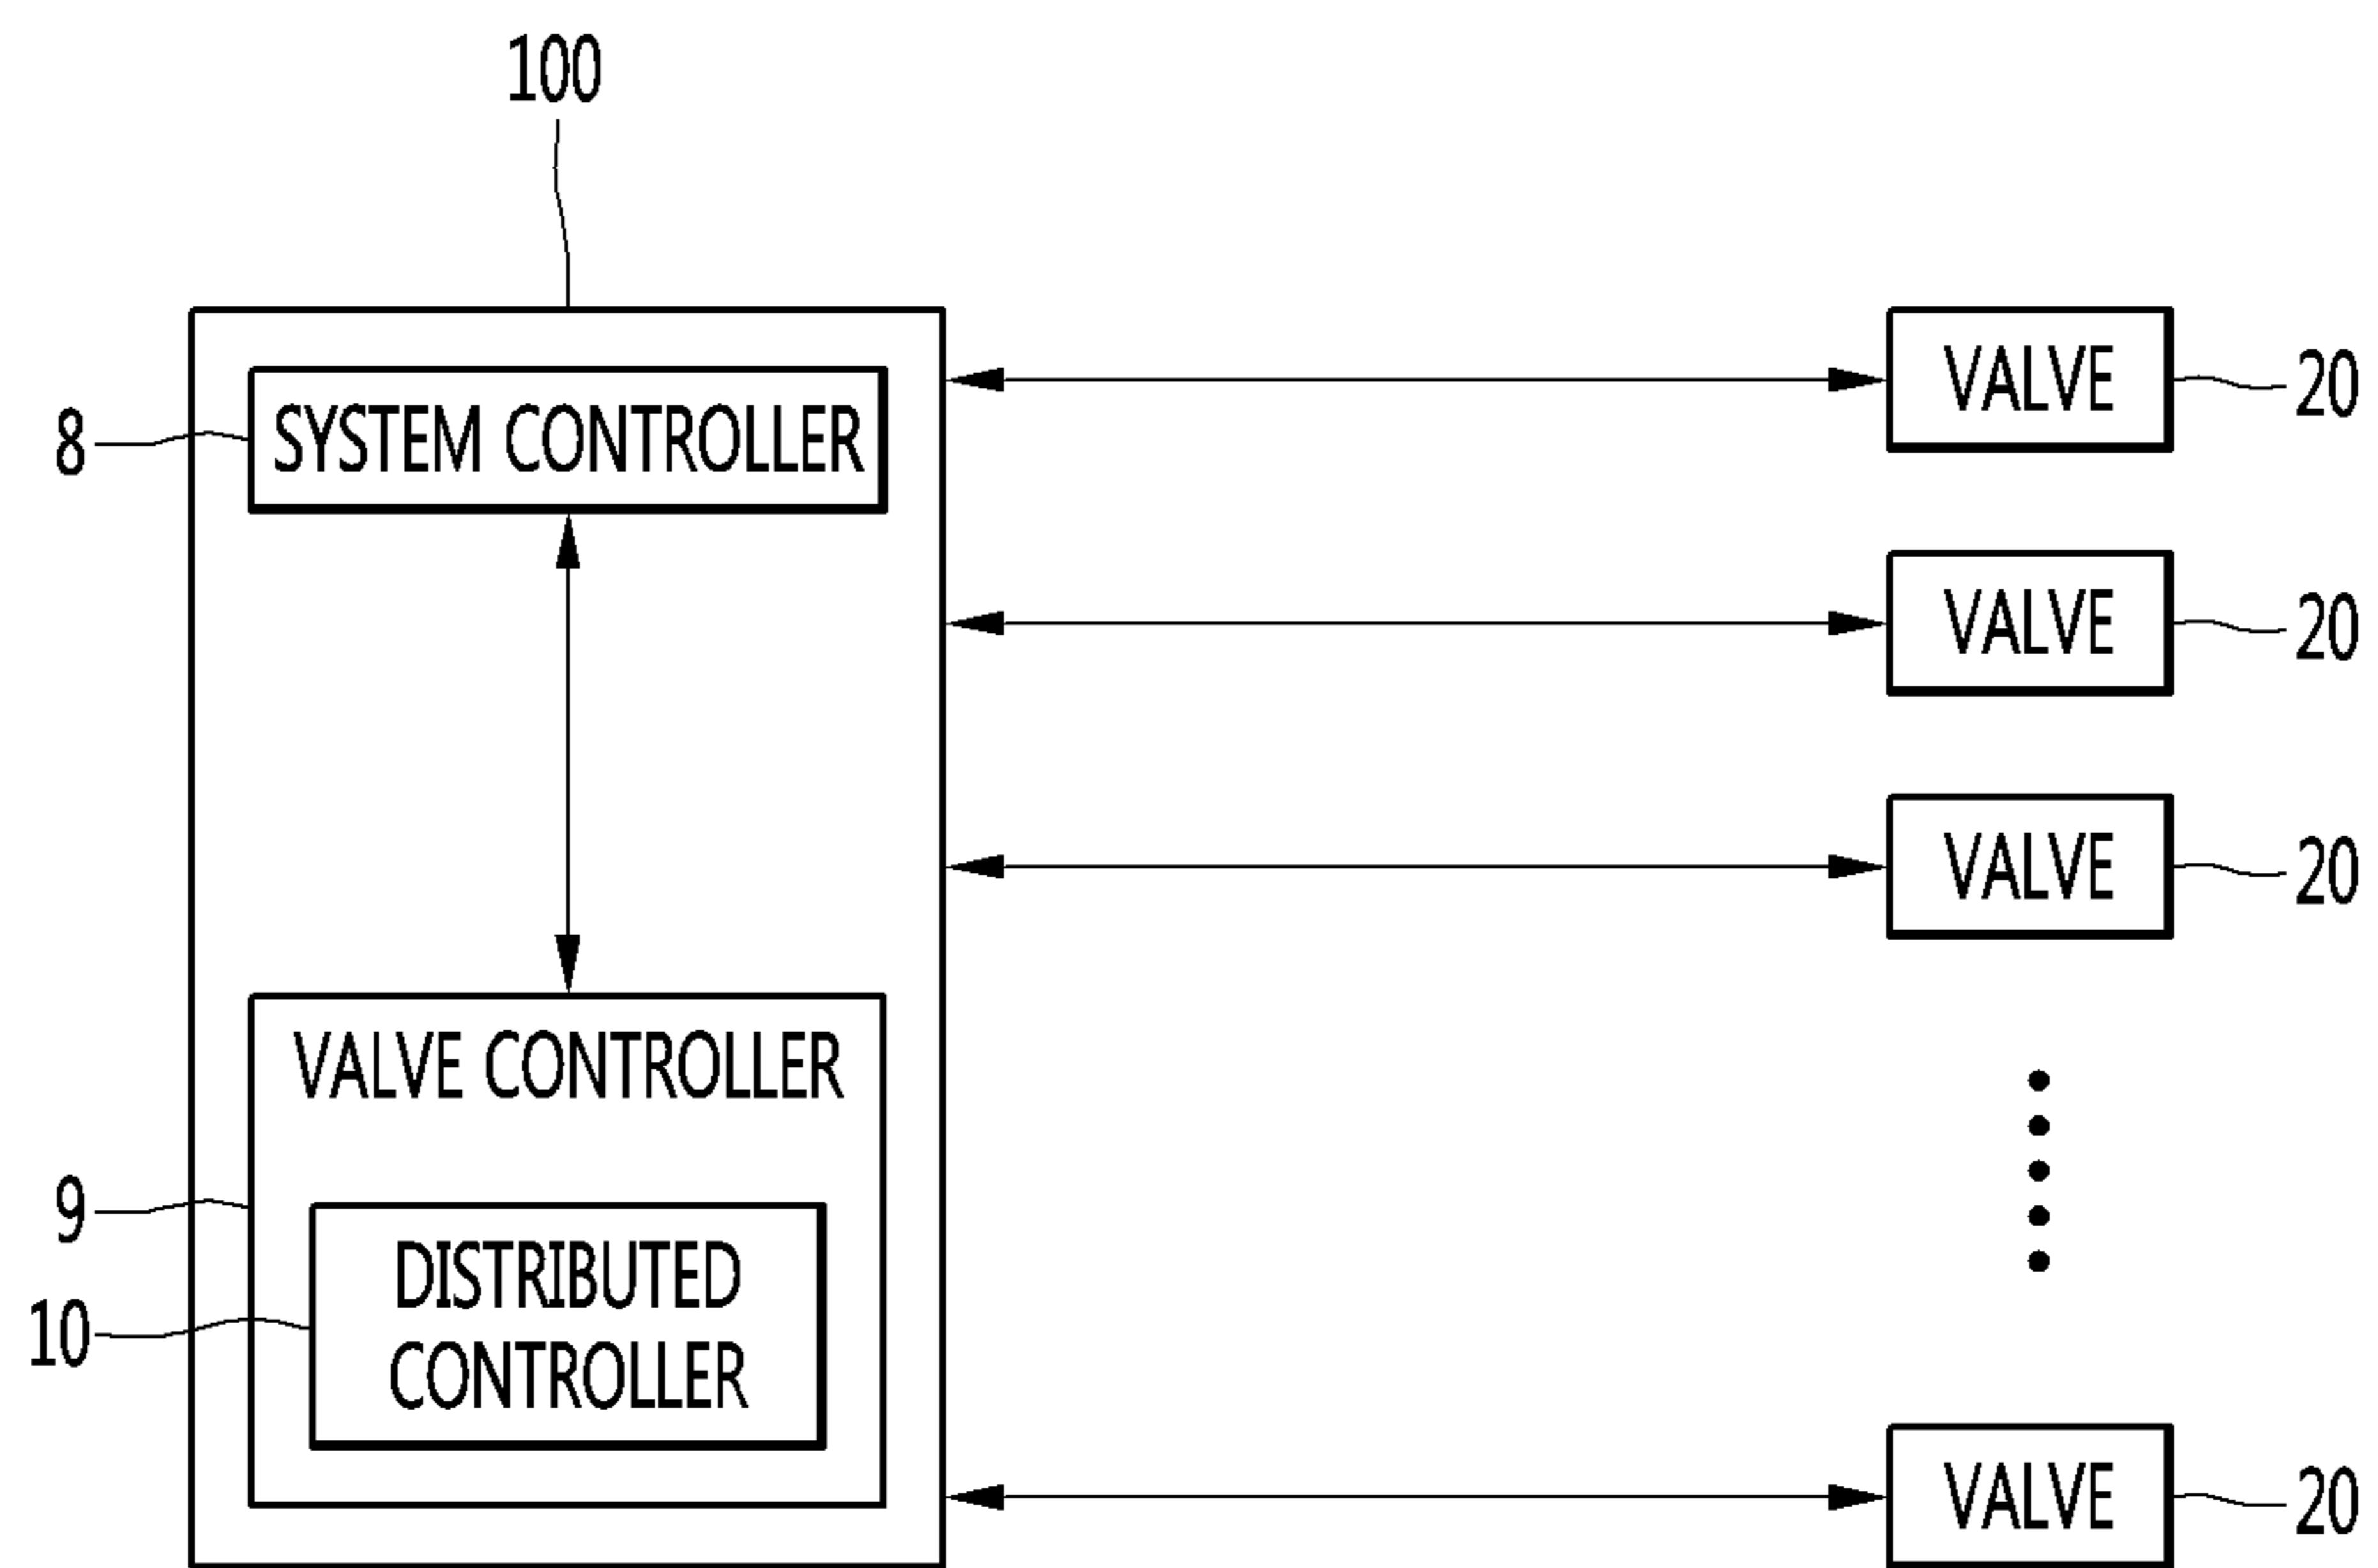 100
VALVE 20
8 SYSTEM CONTROLLER
VALVE 20
VALVE 20
VALVE CONTROLLER
9
DISTRIBUTED
10
CONTROLLER
VALVE 20